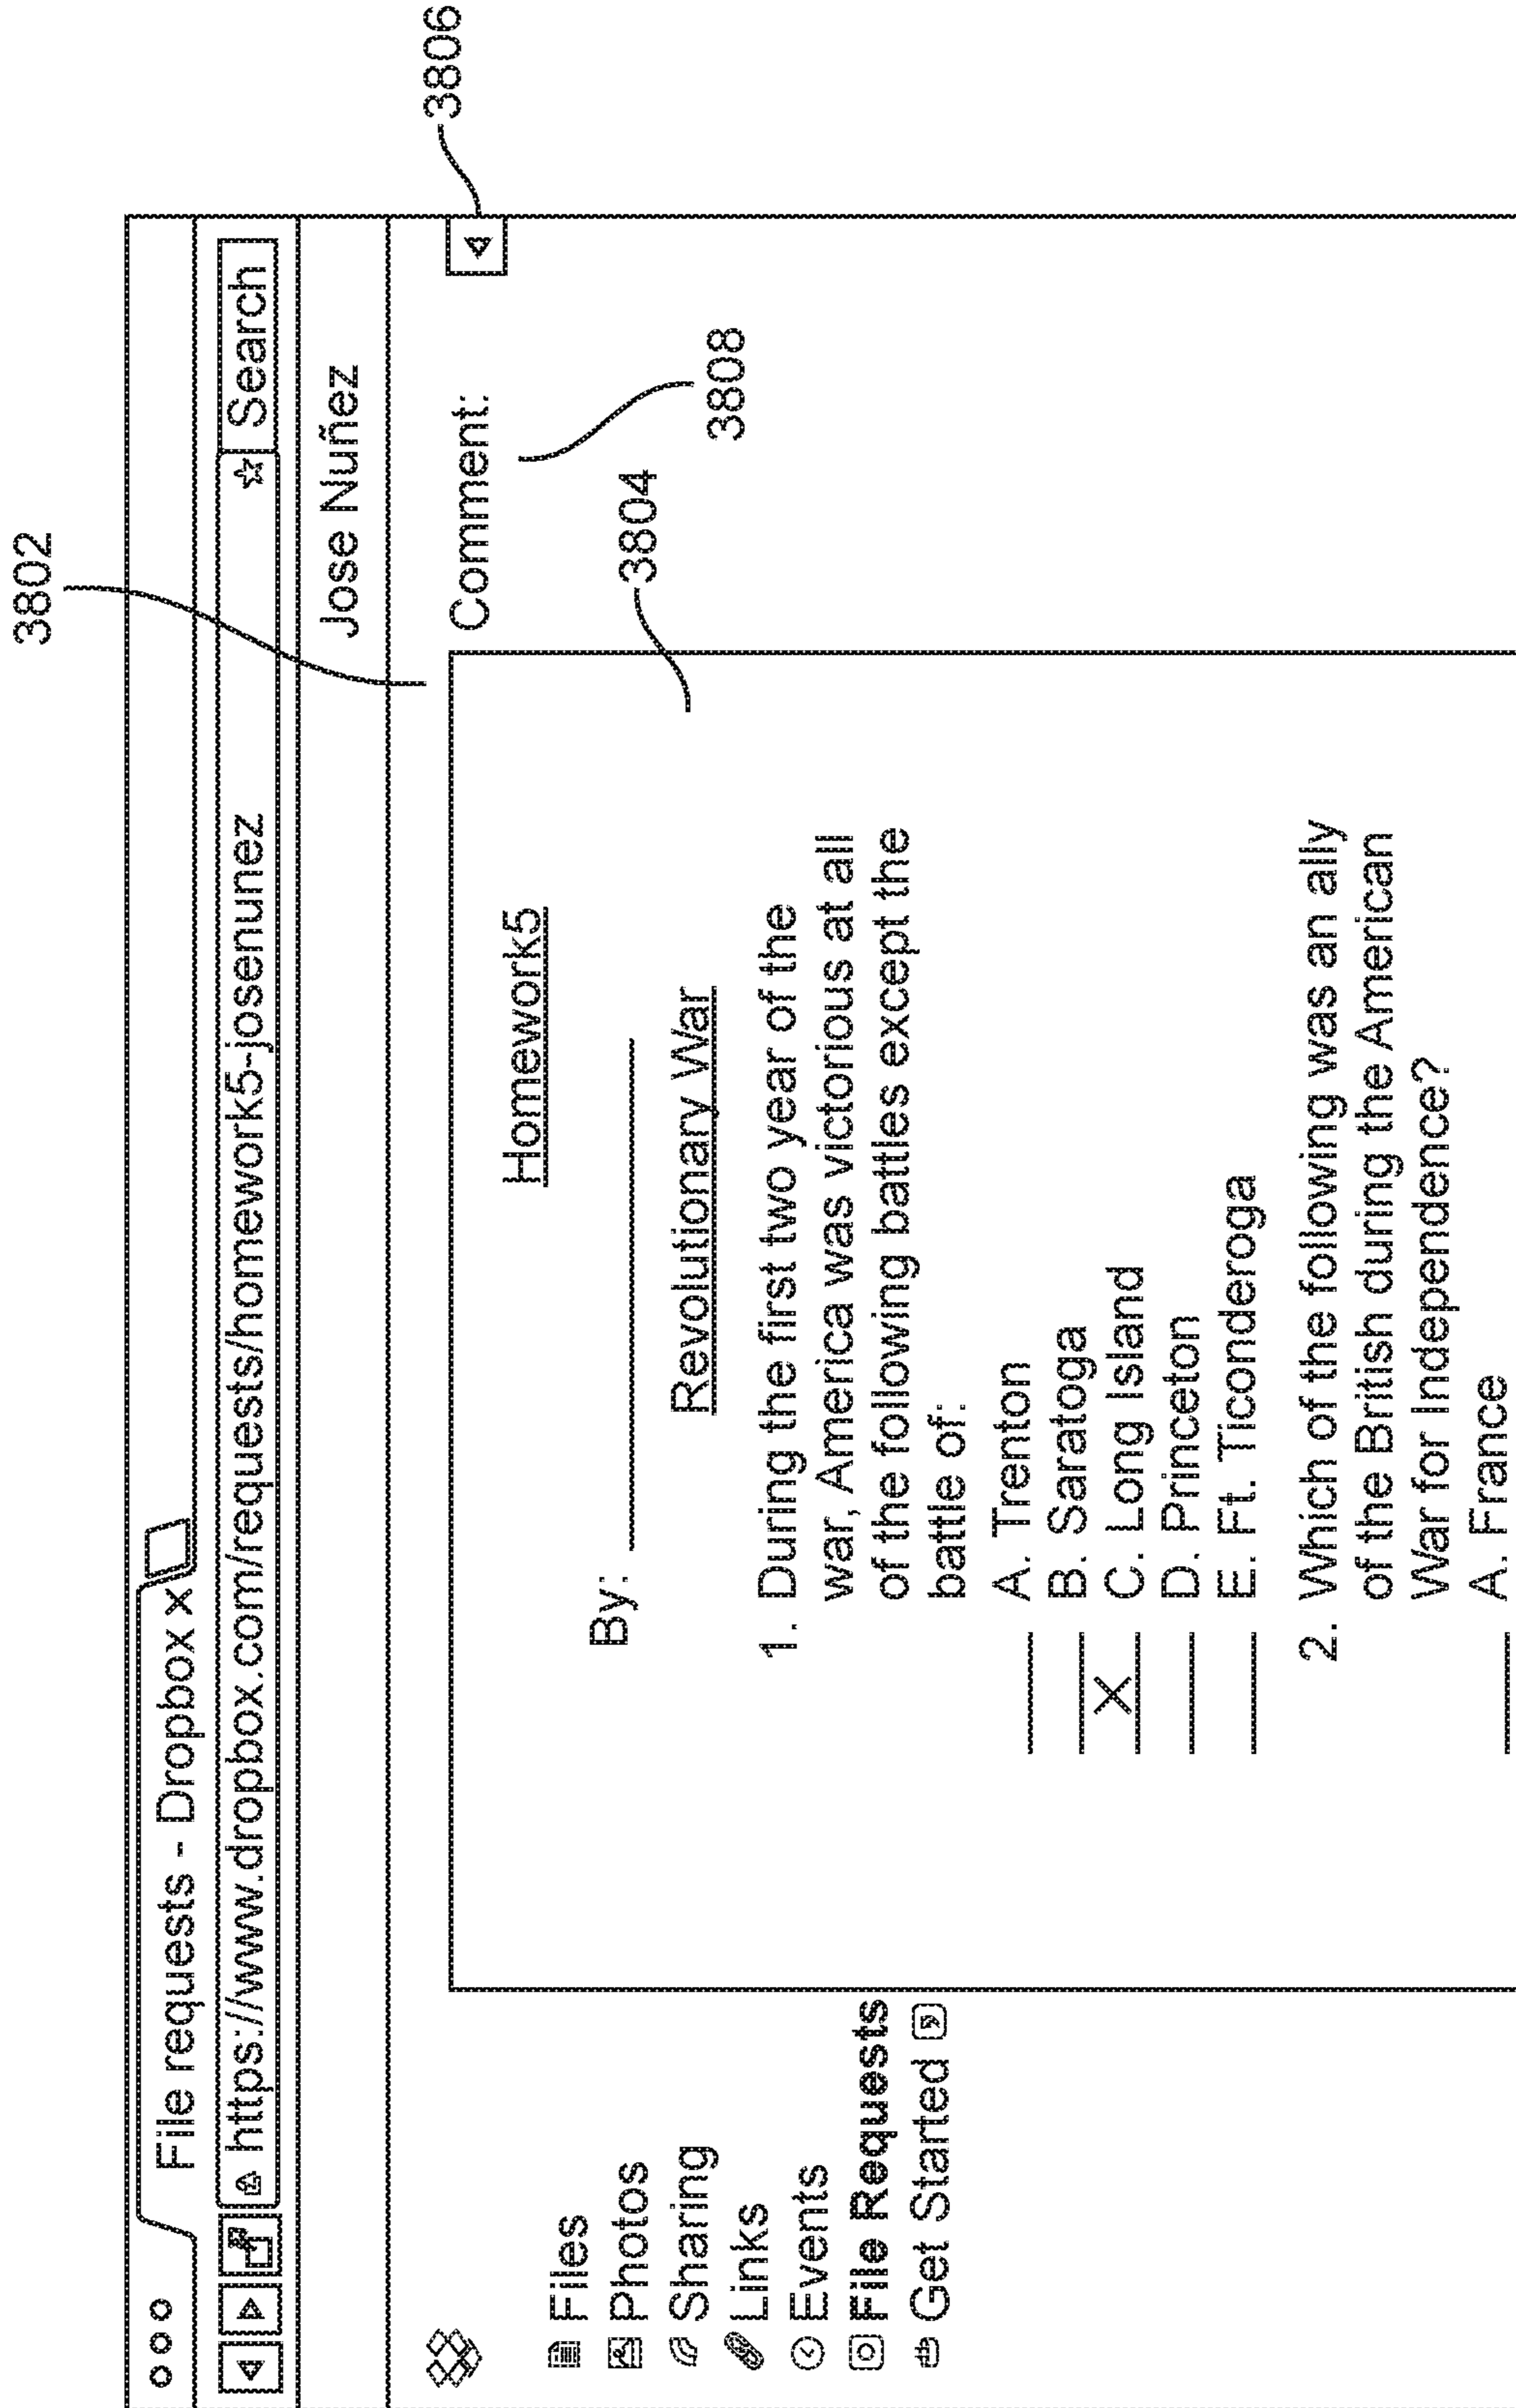 3802
File requests - Dropbox x
https://www.dropbox.com/requests/homework5-josenunez
Search
Jose Nuñez
3806
Files
Photos
Sharing
Links
Events
File Requests
Get Started
Comment:
3808
3804
Homework5
By:
Revolutionary War
1. During the first two year of the
war, America was victorious at all
of the following battles except the
battle of:
A. Trenton
B. Saratoga
X C. Long Island
D. Princeton
E. Ft. Ticonderoga
2. Which of the following was an ally
of the British during the American
War for Independence?
A. France